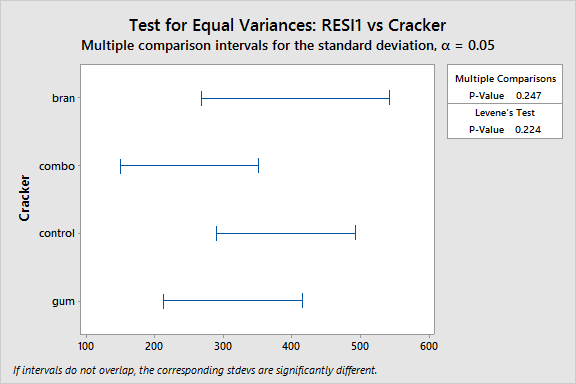 Test for Equal Variances: RESI1 vs Cracker
Multiple comparison intervals for the standard deviation, α = 0.05
Multiple Comparisons
P-Value 0.247
Levene's Test
P-Value 0.224
Cracker
bran
combo
control
gum
100 200 300 400 500 600
If intervals do not overlap, the corresponding stdevs are significantly different.